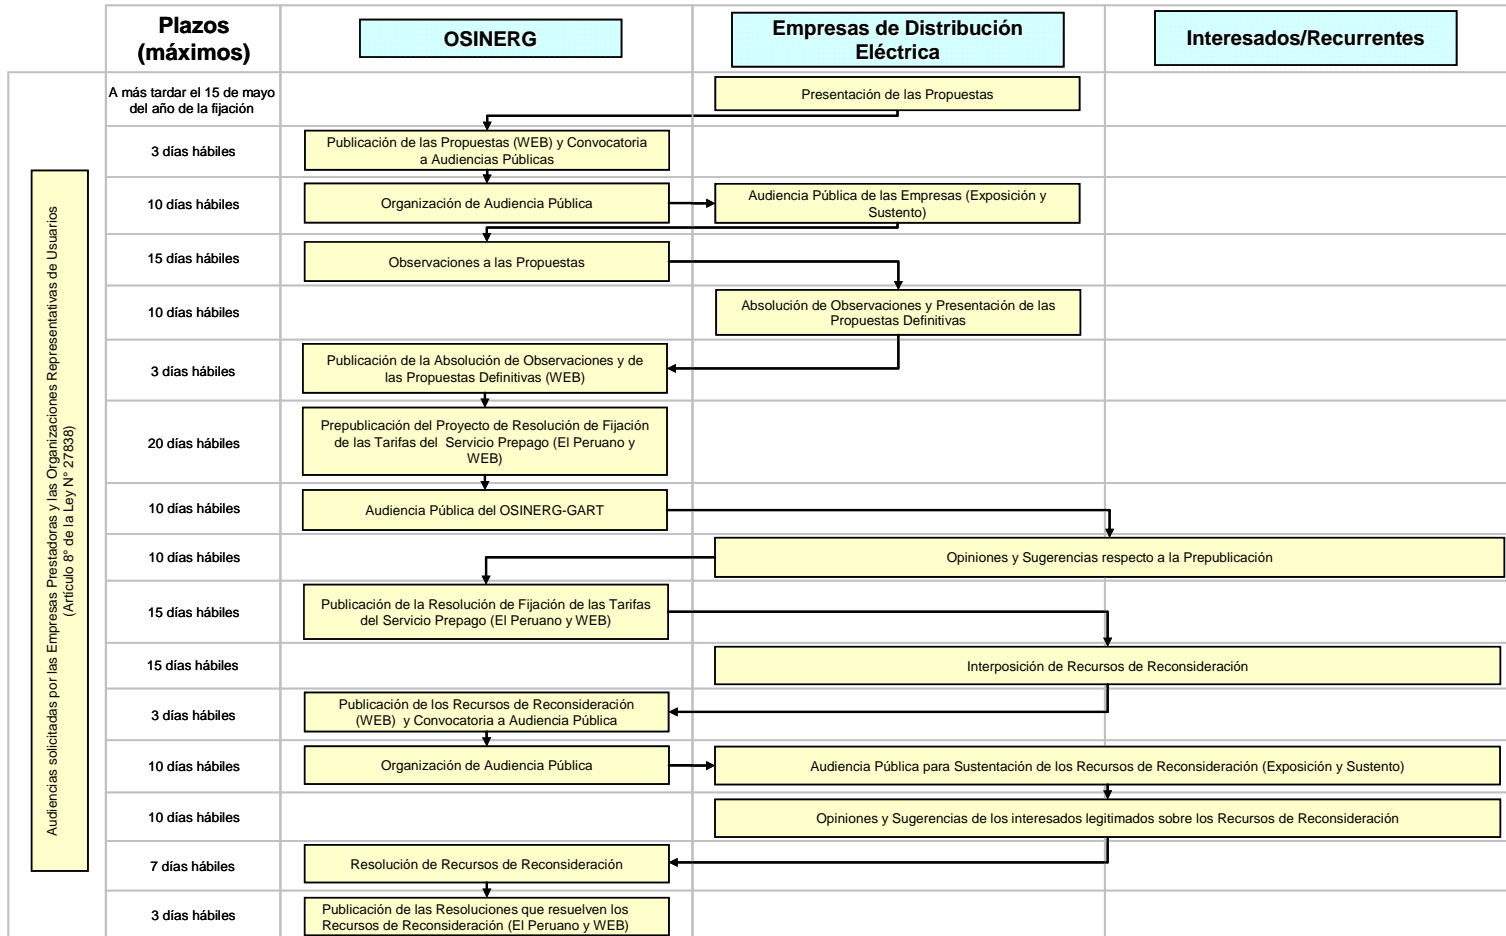 Plazos
(máximos)
OSINERG
Empresas de Distribución
Eléctrica
Interesados/Recurrentes
Audiencias solicitadas por las Empresas Prestadoras y las Organizaciones Representativas de Usuarios
(Artículo 8° de la Ley N° 27838)
A más tardar el 15 de mayo
del año de la fijación
Presentación de las Propuestas
3 días hábiles
Publicación de las Propuestas (WEB) y Convocatoria
a Audiencias Públicas
10 días hábiles
Organización de Audiencia Pública
Audiencia Pública de las Empresas (Exposición y
Sustento)
15 días hábiles
Observaciones a las Propuestas
10 días hábiles
Absolución de Observaciones y Presentación de las
Propuestas Definitivas
3 días hábiles
Publicación de la Absolución de Observaciones y de
las Propuestas Definitivas (WEB)
20 días hábiles
Prepublicación del Proyecto de Resolución de Fijación
de las Tarifas del Servicio Prepago (El Peruano y
WEB)
10 días hábiles
Audiencia Pública del OSINERG-GART
10 días hábiles
Opiniones y Sugerencias respecto a la Prepublicación
15 días hábiles
Publicación de la Resolución de Fijación de las Tarifas
del Servicio Prepago (El Peruano y WEB)
15 días hábiles
Interposición de Recursos de Reconsideración
3 días hábiles
Publicación de los Recursos de Reconsideración
(WEB) y Convocatoria a Audiencia Pública
10 días hábiles
Organización de Audiencia Pública
Audiencia Pública para Sustentación de los Recursos de Reconsideración (Exposición y Sustento)
10 días hábiles
Opiniones y Sugerencias de los interesados legitimados sobre los Recursos de Reconsideración
7 días hábiles
Resolución de Recursos de Reconsideración
3 días hábiles
Publicación de las Resoluciones que resuelven los
Recursos de Reconsideración (El Peruano y WEB)